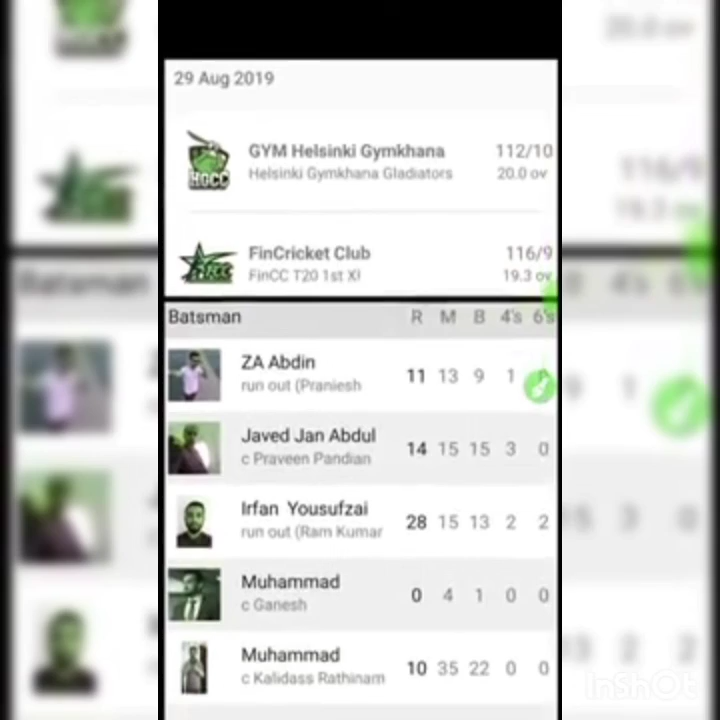 29 Aug 2019
GYM Helsinki Gymkhana 112/10
Helsinki Gymkhana Gladiators 20.0 ov
HGCC
FinCricket Club 116/9
FinCC T20 1st XI 19.3 ov
Batsman R M B 4's 6's
ZA Abdin 11 13 9 1
run out (Praniesh
Javed Jan Abdul 14 15 15 3 0
c Praveen Pandian
Irfan Yousufzai 28 15 13 2 2
run out (Ram Kumar
Muhammad 0 4 1 0 0
c Ganesh
Muhammad 10 35 22 0 0
c Kalidass Rathinam
InShOt